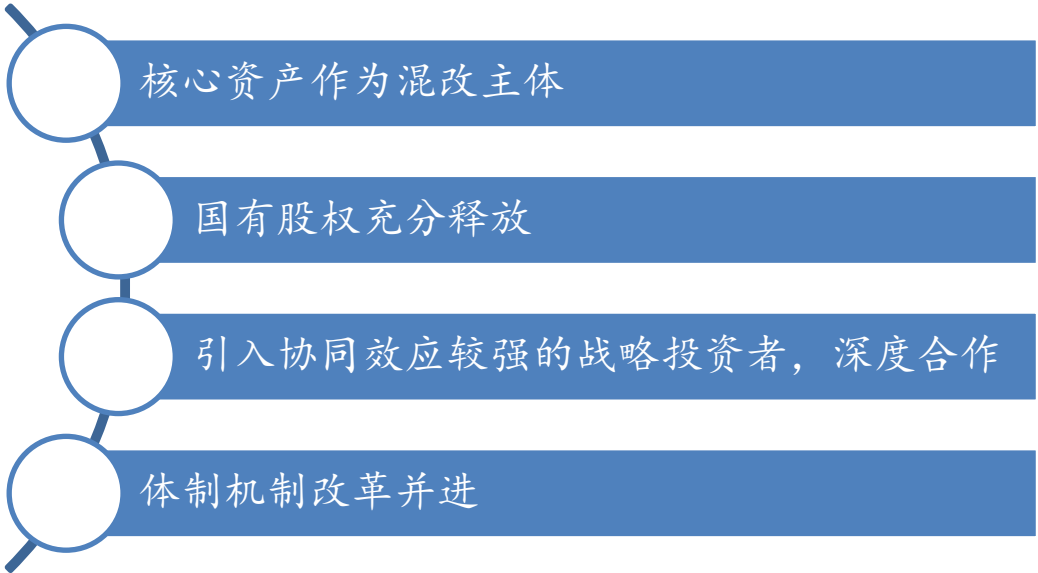 核心资产作为混改主体
国有股权充分释放
引入协同效应较强的战略投资者，深度合作
体制机制改革并进